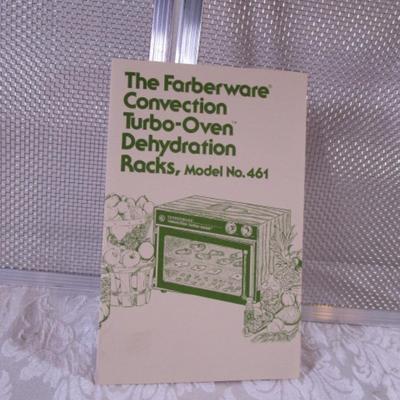 The Farberware®
Convection
Turbo-Oven™
Dehydration
Racks, Model No. 461